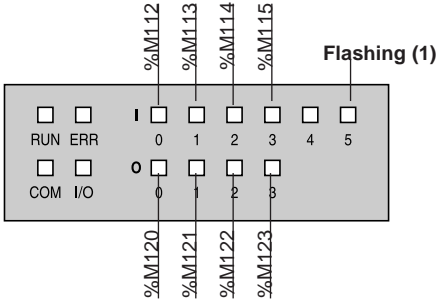 %M112 %M113 %M114 %M115
Flashing (1)
I
RUN ERR 0 1 2 3 4 5
O
COM I/O 0 1 2 3
%M120 %M121 %M122 %M123